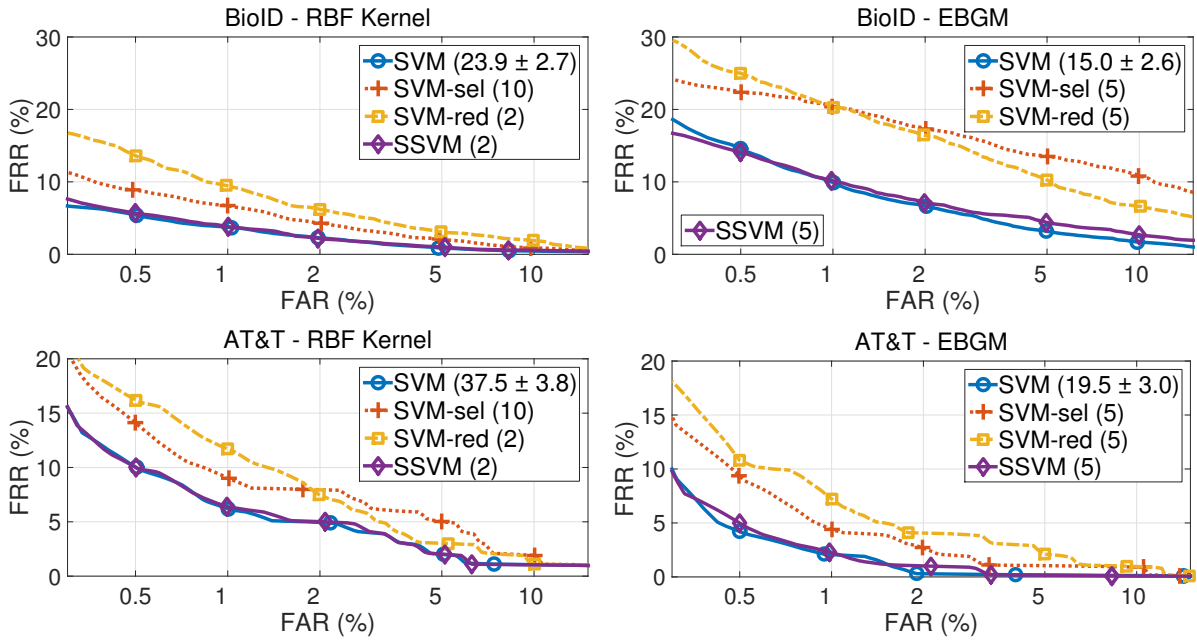 BioID - RBF Kernel
30
20
10
0
FRR (%)
0.5 1 2 5 10
FAR (%)
SVM (23.9 ± 2.7)
SVM-sel (10)
SVM-red (2)
SSVM (2)
BioID - EBGM
30
20
10
0
FRR (%)
0.5 1 2 5 10
FAR (%)
SVM (15.0 ± 2.6)
SVM-sel (5)
SVM-red (5)
SSVM (5)
AT&T - RBF Kernel
20
15
10
5
0
FRR (%)
0.5 1 2 5 10
FAR (%)
SVM (37.5 ± 3.8)
SVM-sel (10)
SVM-red (2)
SSVM (2)
AT&T - EBGM
20
15
10
5
0
FRR (%)
0.5 1 2 5 10
FAR (%)
SVM (19.5 ± 3.0)
SVM-sel (5)
SVM-red (5)
SSVM (5)